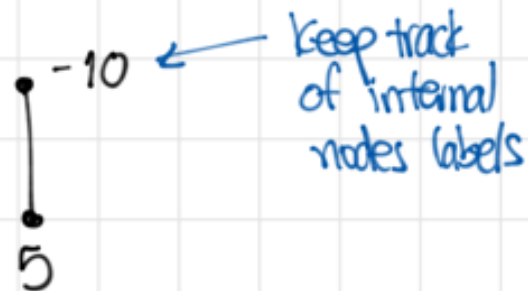 -10
keep track
of internal
nodes labels
5